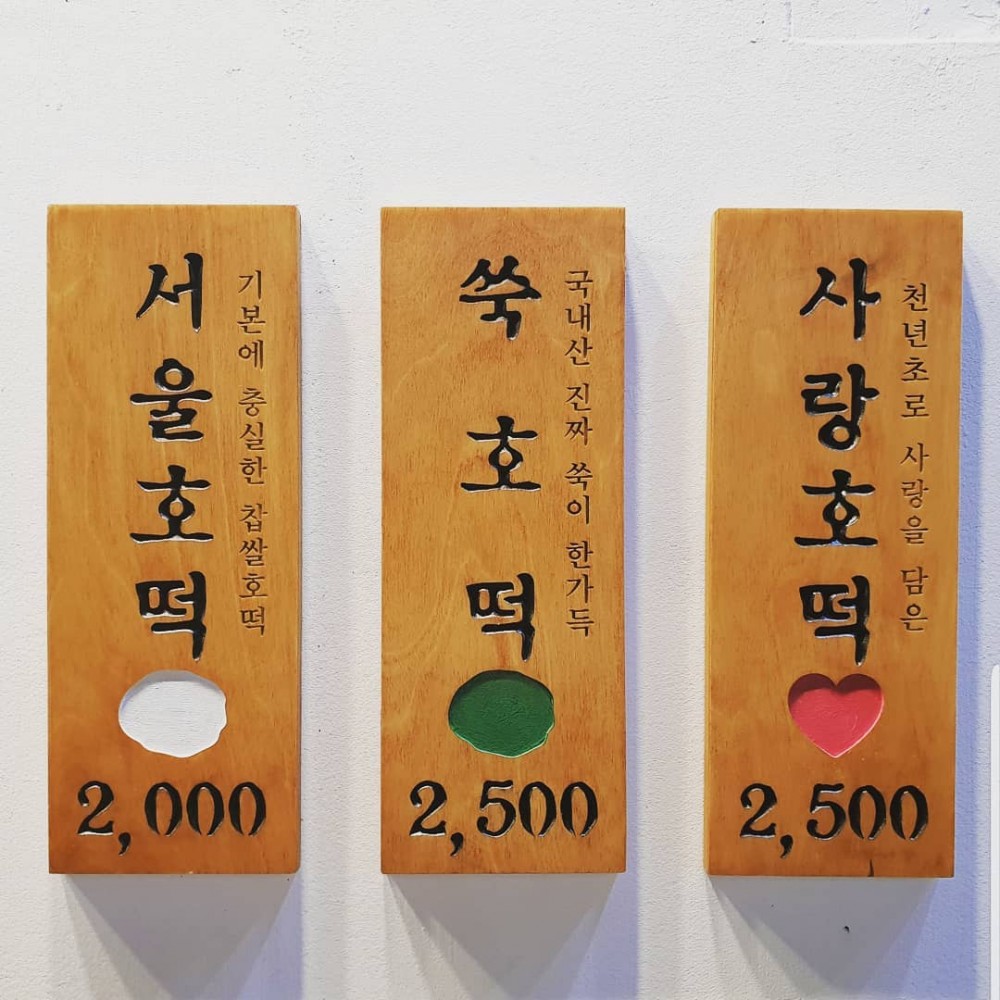 서울호떡
기본에 충실한 찹쌀호떡
2,000
쑥호떡
국내산 진짜 쑥이 한가득
2,500
사랑호떡
천년초로 사랑을 담은
2,500